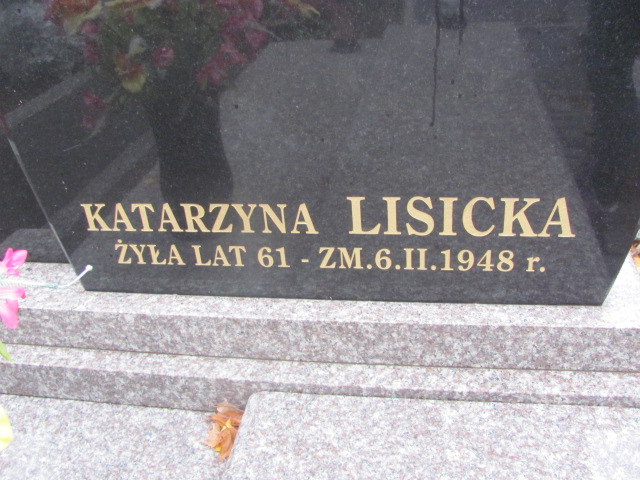 KATARZYNA LISICKA
ŻYŁA LAT 61 - ZM.6.II.1948 r.